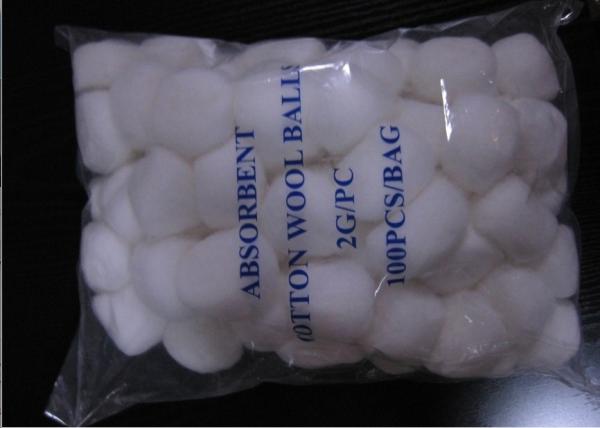 ABSORBENT
COTTON WOOL BALLS
2G/PC
100PCS/BAG